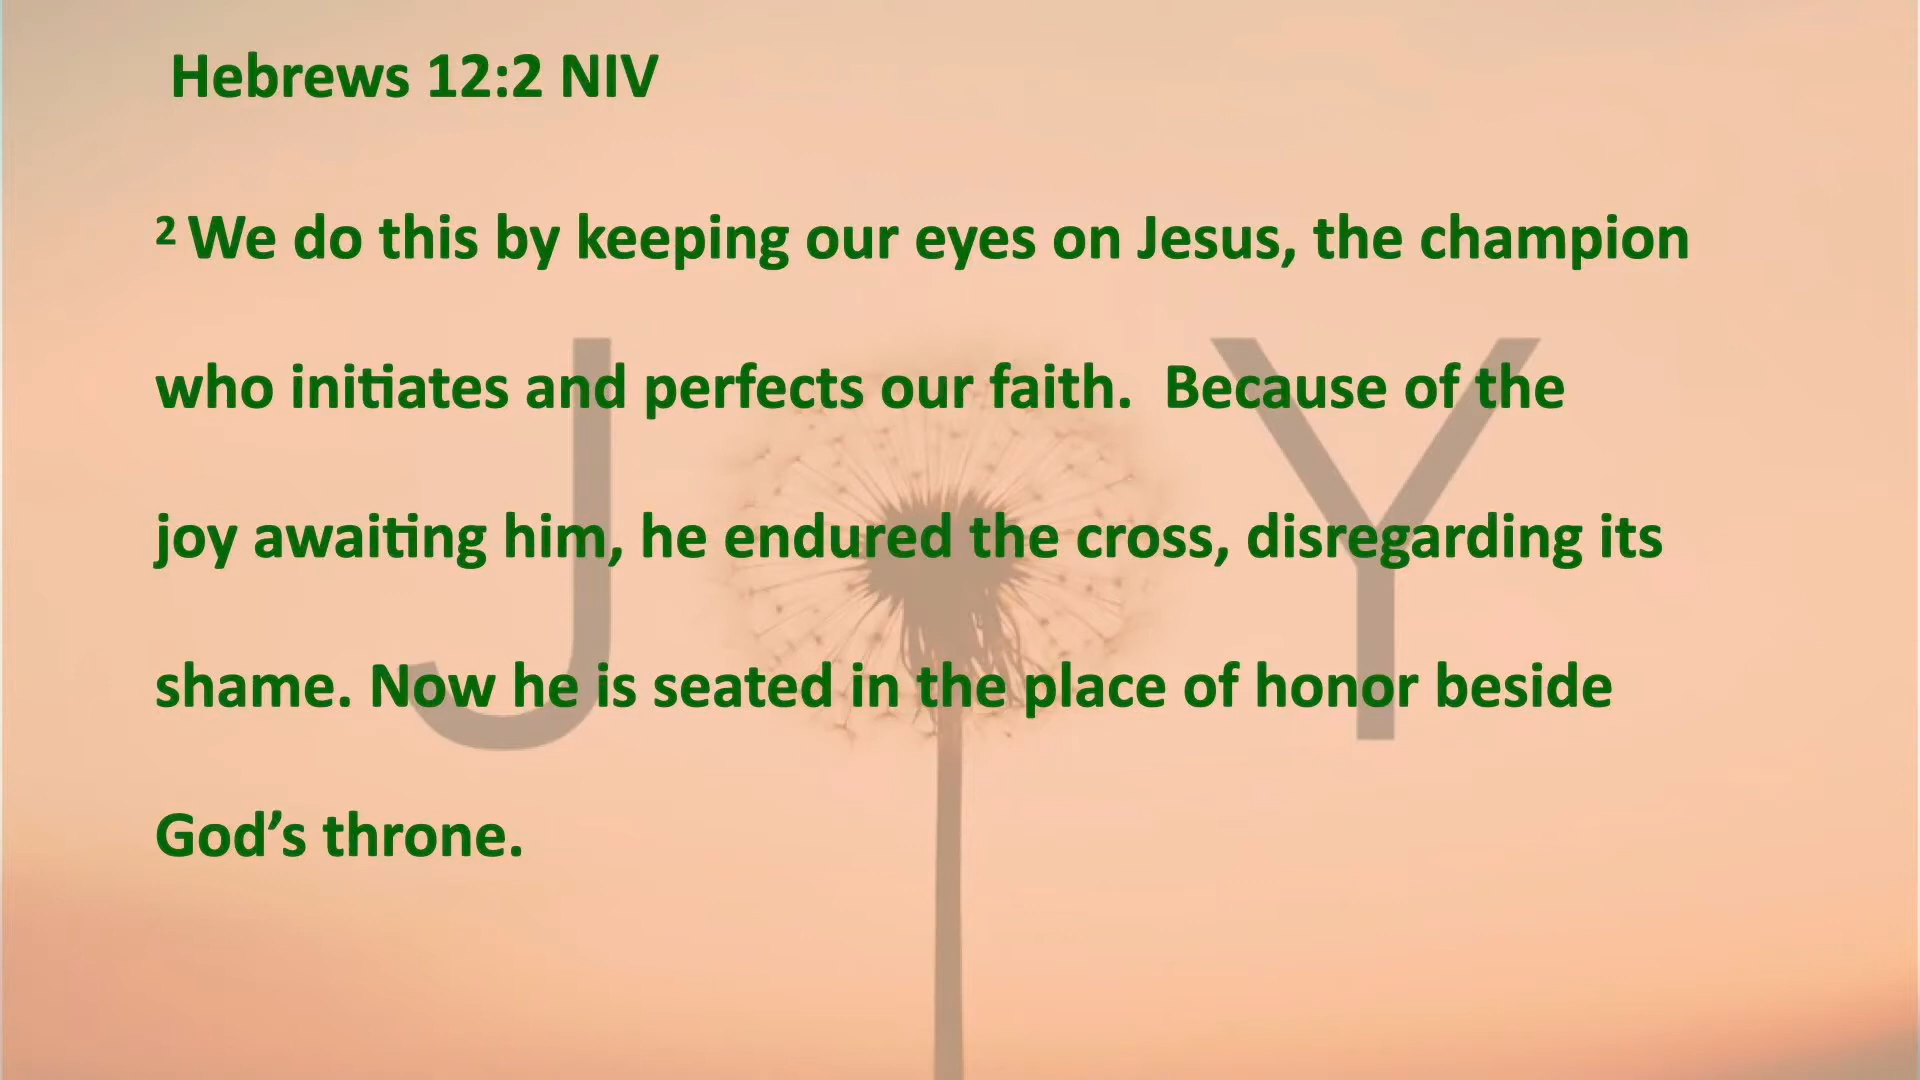 Hebrews 12:2 NIV
2 We do this by keeping our eyes on Jesus, the champion
who initiates and perfects our faith.  Because of the
joy awaiting him, he endured the cross, disregarding its
shame. Now he is seated in the place of honor beside
God’s throne.
J Y